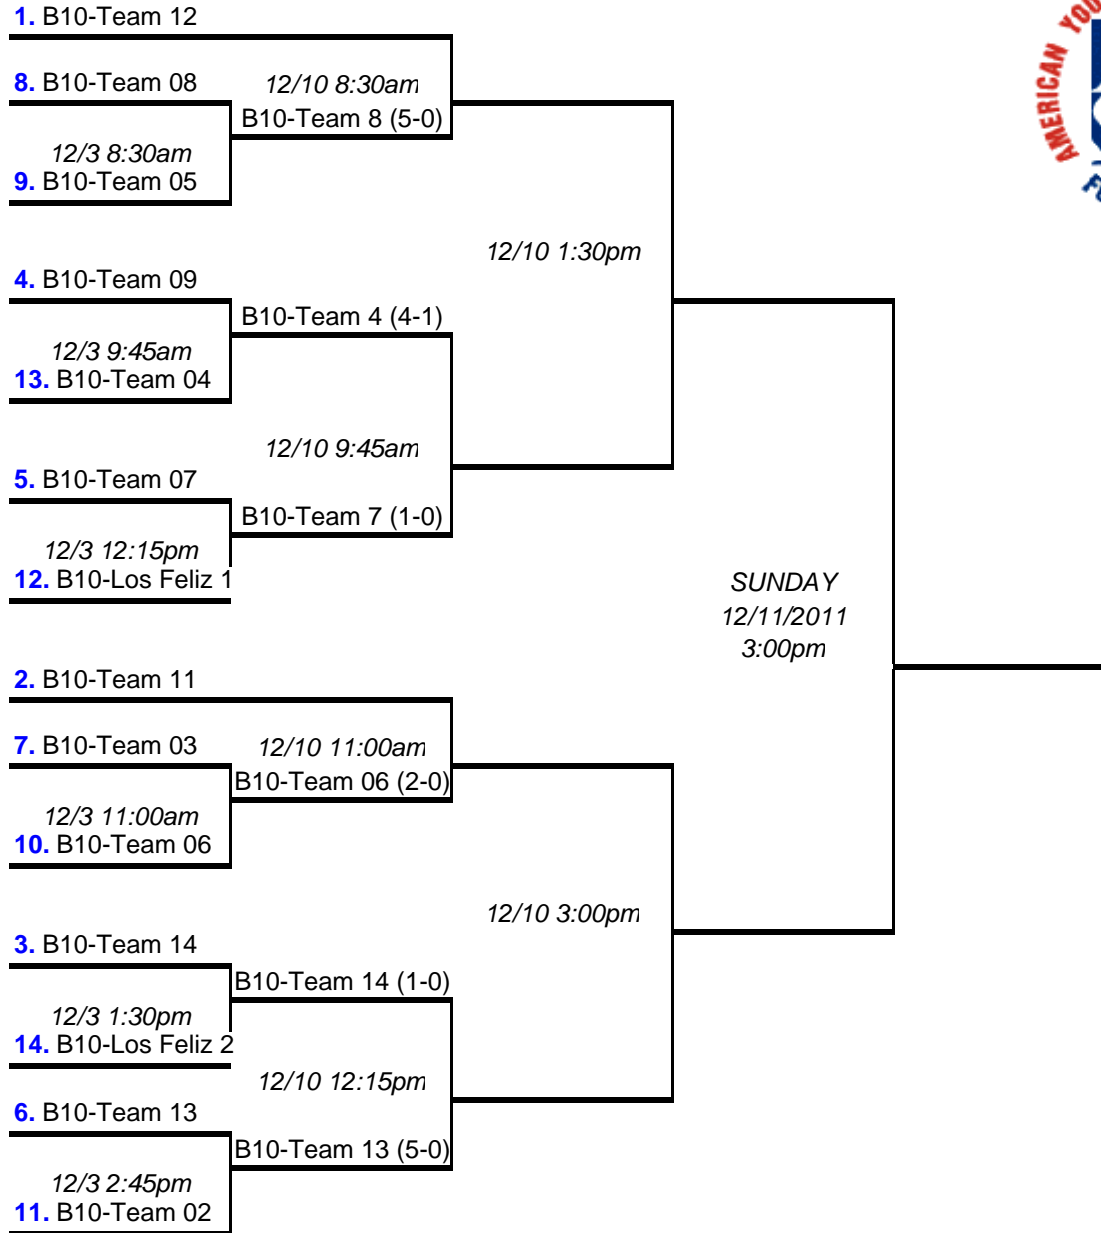 1. B10-Team 12
8. B10-Team 08
12/10 8:30am
B10-Team 8 (5-0)
12/3 8:30am
9. B10-Team 05
12/10 1:30pm
4. B10-Team 09
B10-Team 4 (4-1)
12/3 9:45am
13. B10-Team 04
12/10 9:45am
5. B10-Team 07
B10-Team 7 (1-0)
12/3 12:15pm
12. B10-Los Feliz 1
SUNDAY
12/11/2011
3:00pm
2. B10-Team 11
7. B10-Team 03
12/10 11:00am
B10-Team 06 (2-0)
12/3 11:00am
10. B10-Team 06
12/10 3:00pm
3. B10-Team 14
B10-Team 14 (1-0)
12/3 1:30pm
14. B10-Los Feliz 2
12/10 12:15pm
6. B10-Team 13
B10-Team 13 (5-0)
12/3 2:45pm
11. B10-Team 02
AMERICAN YOU